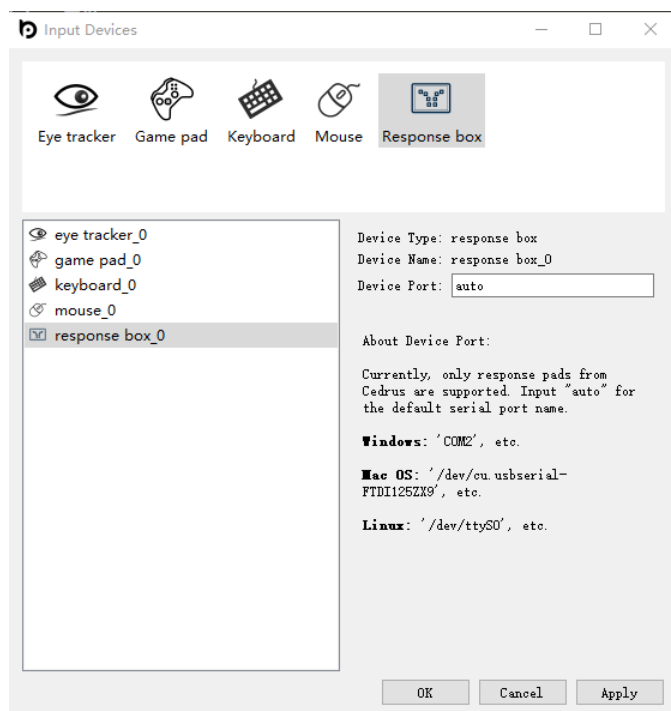 Input Devices
Eye tracker Game pad Keyboard Mouse Response box
eye tracker_0
game pad_0
keyboard_0
mouse_0
response box_0
Device Type: response box
Device Name: response box_0
Device Port: auto
About Device Port:
Currently, only response pads from
Cedrus are supported. Input "auto" for
the default serial port name.
Windows: 'COM2', etc.
Mac OS: '/dev/cu.usbserial-
FTDI125ZX9', etc.
Linux: '/dev/ttyS0', etc.
OK Cancel Apply